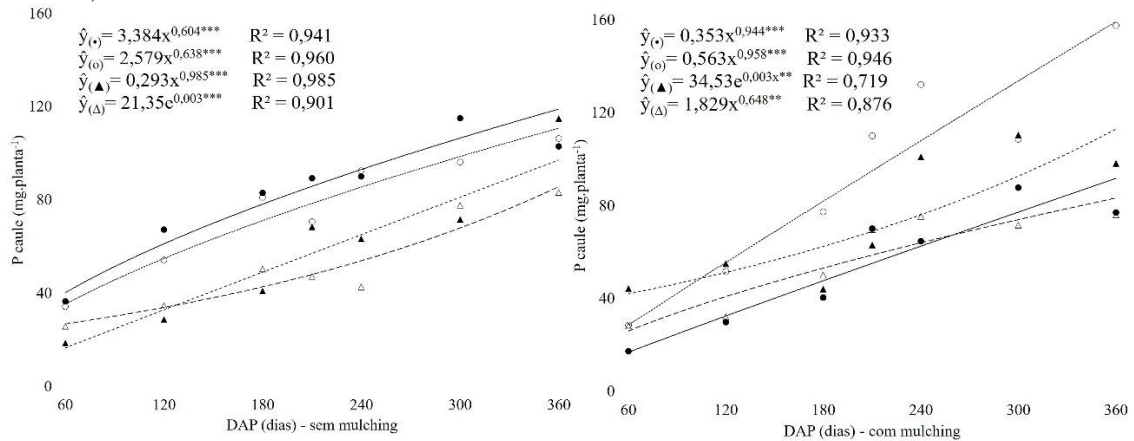 160
120
80
40
0
P caule (mg.planta⁻¹)
ŷ(•) = 3,384x^0,604*** R² = 0,941
ŷ(o) = 2,579x^0,638*** R² = 0,960
ŷ(▲) = 0,293x^0,985*** R² = 0,985
ŷ(Δ) = 21,35e^0,003*** R² = 0,901
60 120 180 240 300 360
DAP (dias) - sem mulching
160
120
80
40
0
P caule (mg.planta⁻¹)
ŷ(•) = 0,353x^0,944*** R² = 0,933
ŷ(o) = 0,563x^0,958*** R² = 0,946
ŷ(▲) = 34,53e^0,003x** R² = 0,719
ŷ(Δ) = 1,829x^0,648** R² = 0,876
60 120 180 240 300 360
DAP (dias) - com mulching